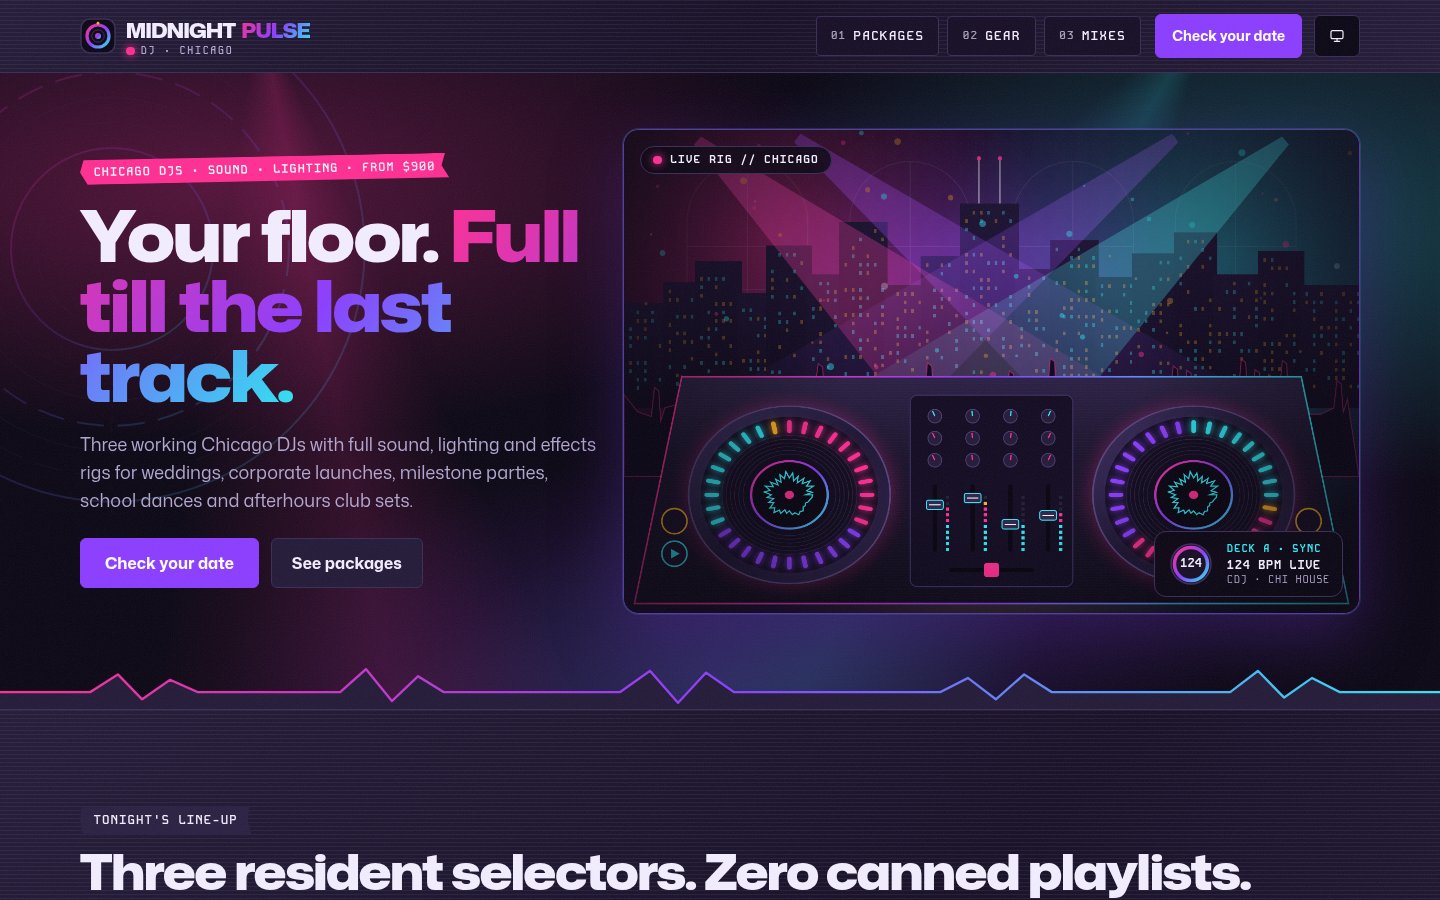 MIDNIGHT PULSE
DJ · CHICAGO
01 PACKAGES
02 GEAR
03 MIXES
Check your date
CHICAGO DJS · SOUND · LIGHTING · FROM $900
Your floor. Full
till the last
track.
Three working Chicago DJs with full sound, lighting and effects
rigs for weddings, corporate launches, milestone parties,
school dances and afterhours club sets.
Check your date
See packages
LIVE RIG // CHICAGO
124
DECK A · SYNC
124 BPM LIVE
CDJ · CHI HOUSE
TONIGHT'S LINE-UP
Three resident selectors. Zero canned playlists.